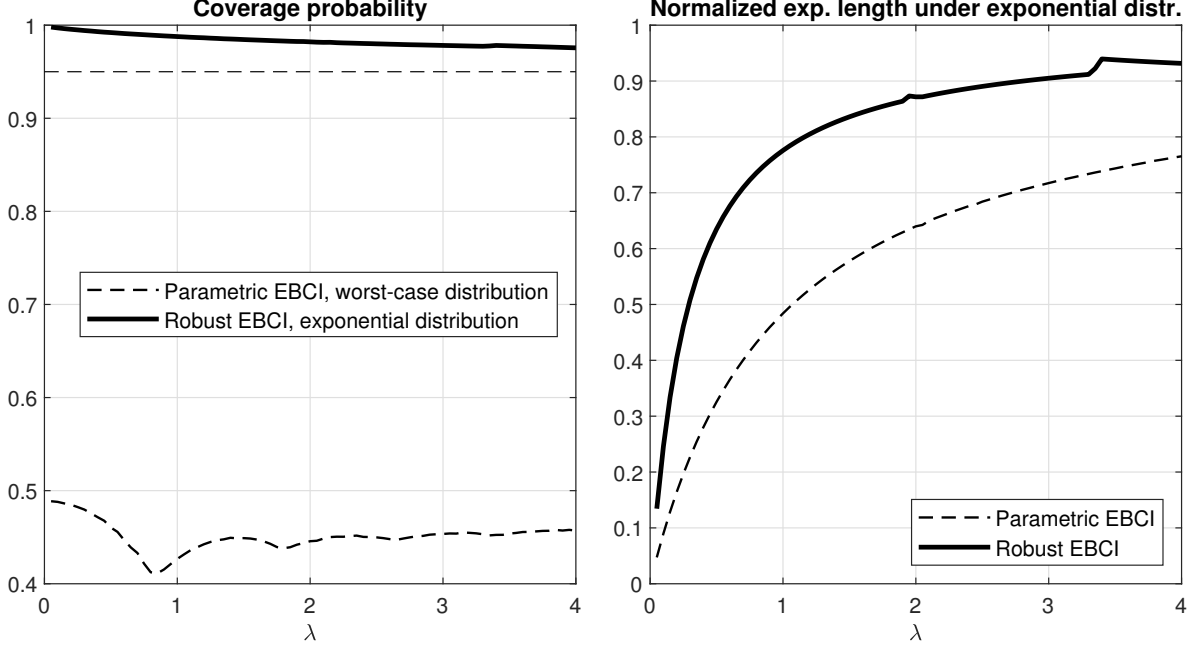 Coverage probability
1
0.9
0.8
0.7
0.6
0.5
0.4
Parametric EBCI, worst-case distribution
Robust EBCI, exponential distribution
0 1 2 3 4
λ
Normalized exp. length under exponential distr.
1
0.9
0.8
0.7
0.6
0.5
0.4
0.3
0.2
0.1
0
Parametric EBCI
Robust EBCI
0 1 2 3 4
λ